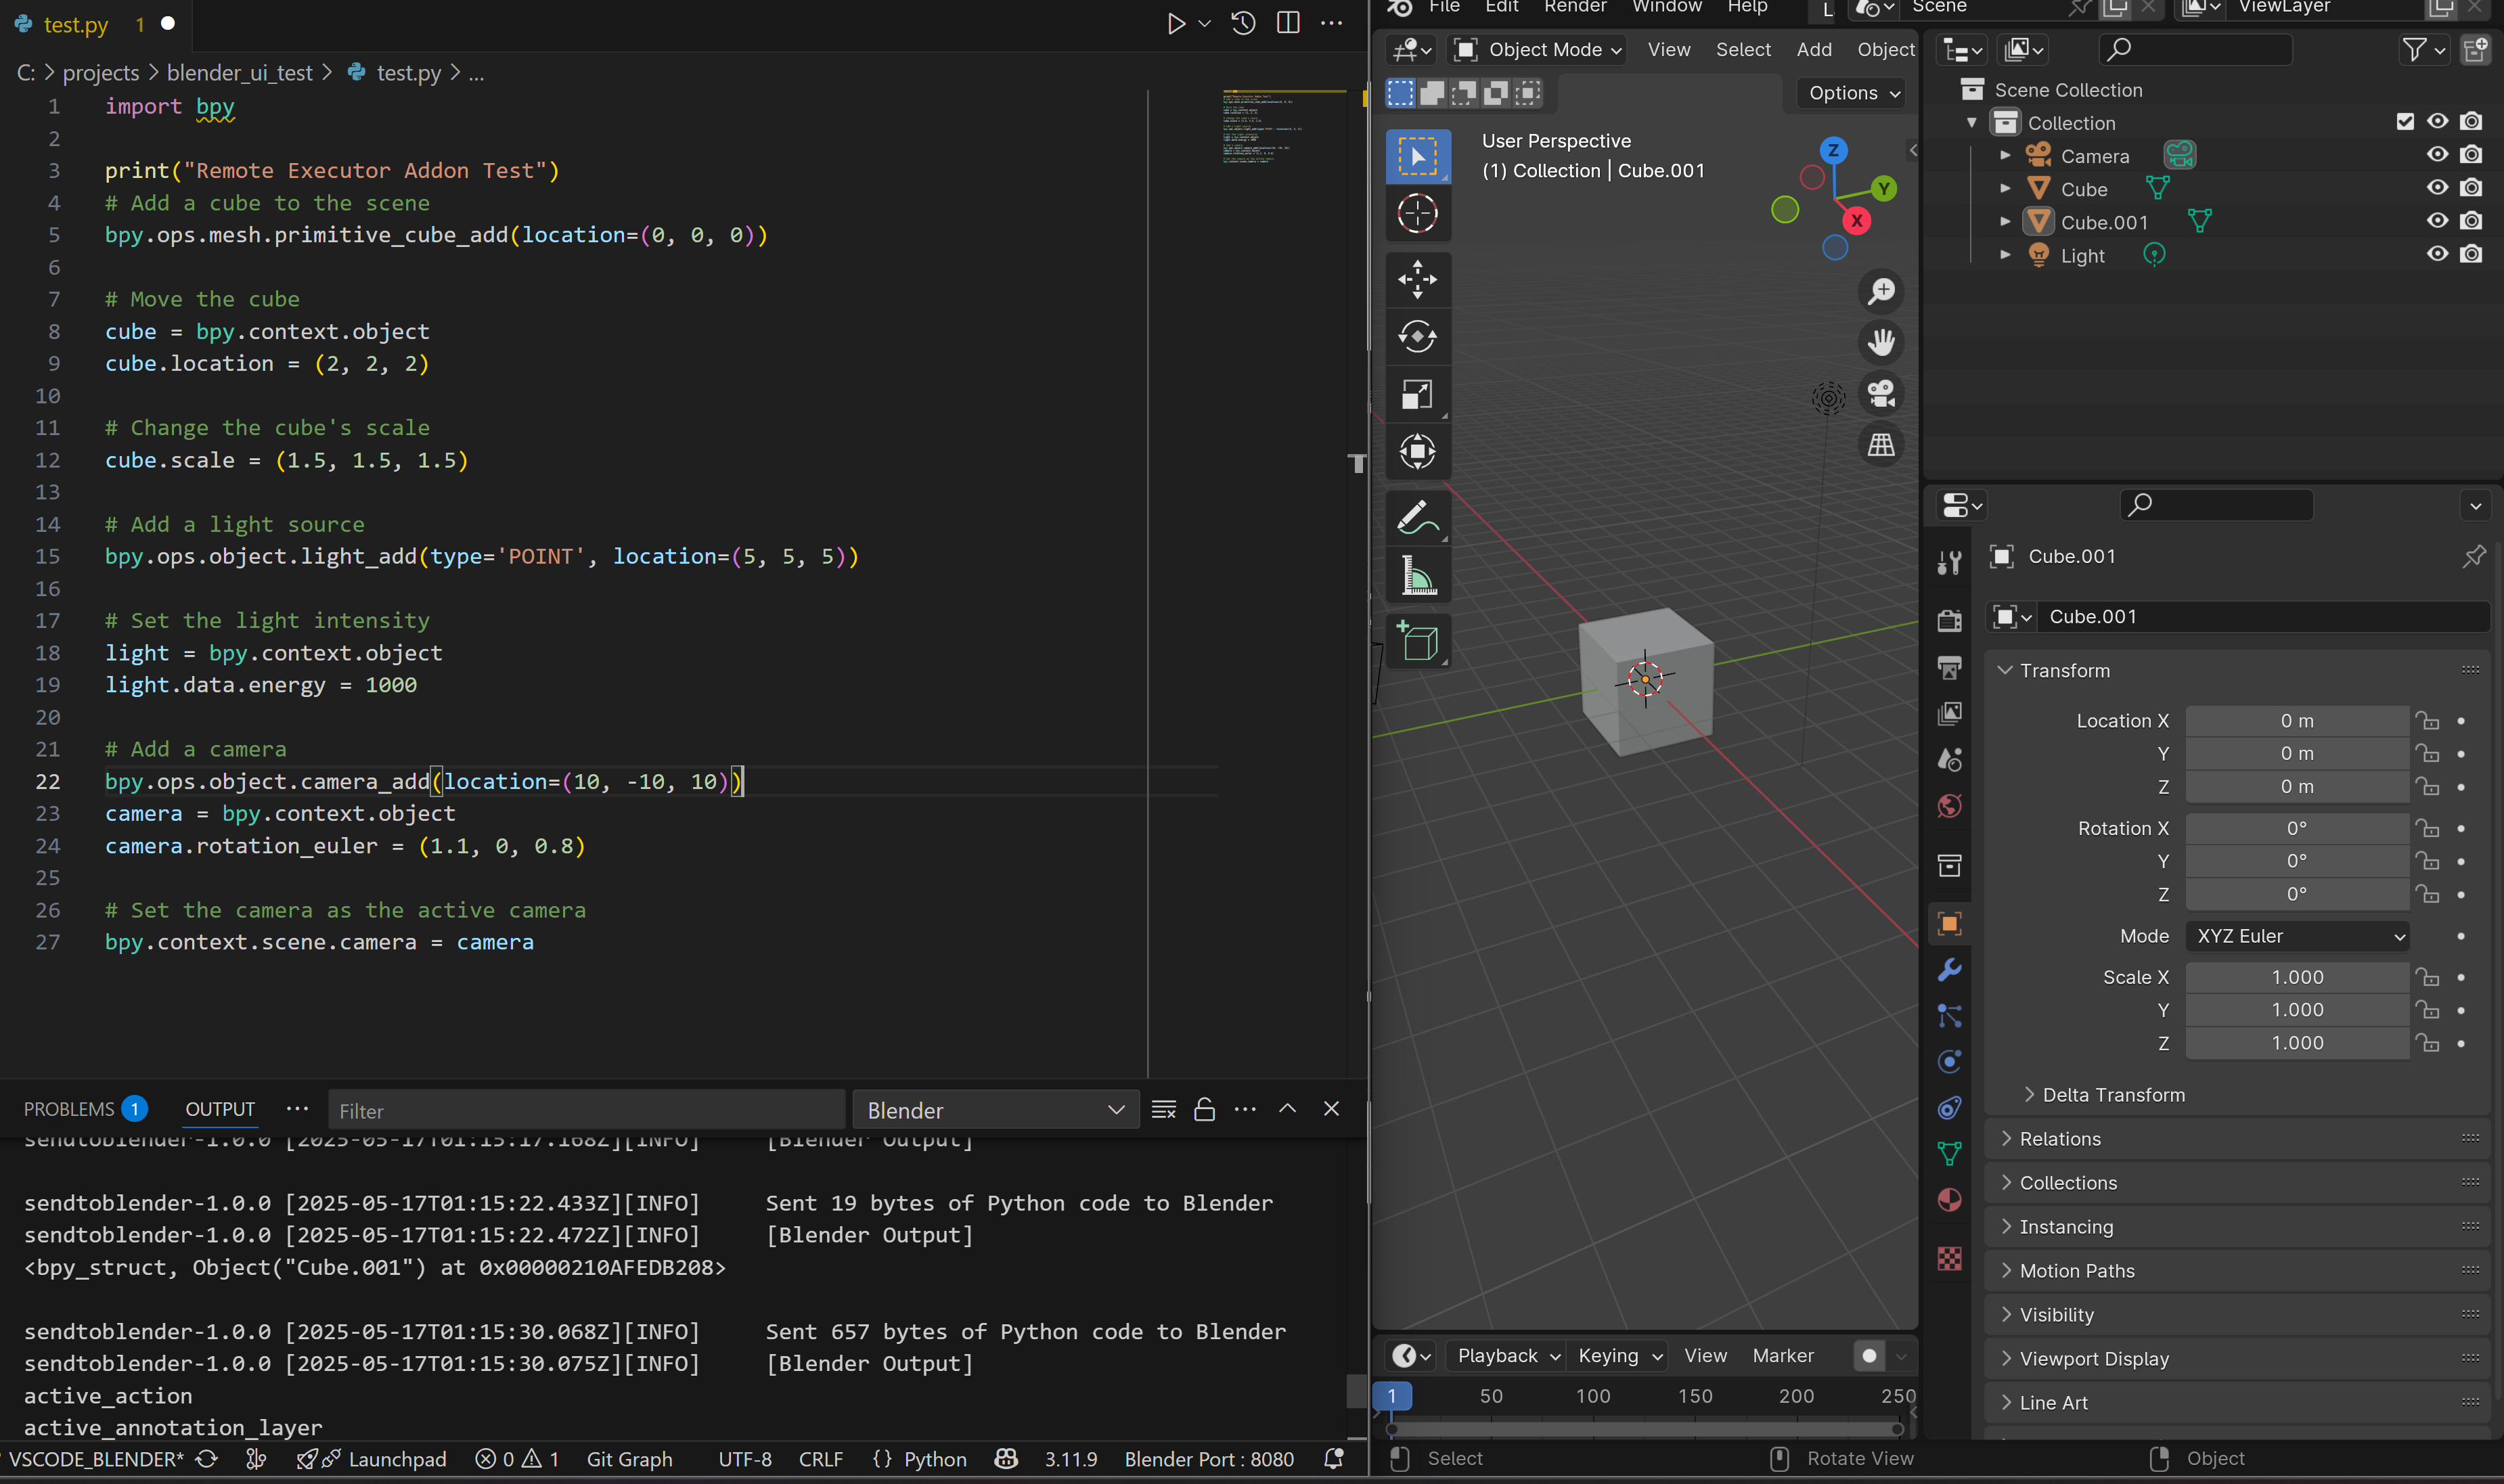 test.py 1
C: > projects > blender_ui_test > test.py > ...
1 import bpy
2
3 print("Remote Executor Addon Test")
4 # Add a cube to the scene
5 bpy.ops.mesh.primitive_cube_add(location=(0, 0, 0))
6
7 # Move the cube
8 cube = bpy.context.object
9 cube.location = (2, 2, 2)
10
11 # Change the cube's scale
12 cube.scale = (1.5, 1.5, 1.5)
13
14 # Add a light source
15 bpy.ops.object.light_add(type='POINT', location=(5, 5, 5))
16
17 # Set the light intensity
18 light = bpy.context.object
19 light.data.energy = 1000
20
21 # Add a camera
22 bpy.ops.object.camera_add(location=(10, -10, 10))
23 camera = bpy.context.object
24 camera.rotation_euler = (1.1, 0, 0.8)
25
26 # Set the camera as the active camera
27 bpy.context.scene.camera = camera
PROBLEMS 1 OUTPUT ... Filter Blender
sendtoblender-1.0.0 [2025-05-17T01:15:17.168Z][INFO] [Blender Output]
sendtoblender-1.0.0 [2025-05-17T01:15:22.433Z][INFO] Sent 19 bytes of Python code to Blender
sendtoblender-1.0.0 [2025-05-17T01:15:22.472Z][INFO] [Blender Output]
<bpy_struct, Object("Cube.001") at 0x00000210AFEDB208>
sendtoblender-1.0.0 [2025-05-17T01:15:30.068Z][INFO] Sent 657 bytes of Python code to Blender
sendtoblender-1.0.0 [2025-05-17T01:15:30.075Z][INFO] [Blender Output]
active_action
active_annotation_layer
VSCODE_BLENDER* Launchpad 0 1 Git Graph UTF-8 CRLF {} Python 3.11.9 Blender Port : 8080
File Edit Render Window Help L Scene ViewLayer
Object Mode View Select Add Object
Options
User Perspective
(1) Collection | Cube.001
Z
Y
X
Playback Keying View Marker
1 50 100 150 200 250
Select Rotate View Object
Scene Collection
Collection
Camera
Cube
Cube.001
Light
Cube.001
Cube.001
Transform
Location X 0 m
Y 0 m
Z 0 m
Rotation X 0°
Y 0°
Z 0°
Mode XYZ Euler
Scale X 1.000
Y 1.000
Z 1.000
Delta Transform
Relations
Collections
Instancing
Motion Paths
Visibility
Viewport Display
Line Art